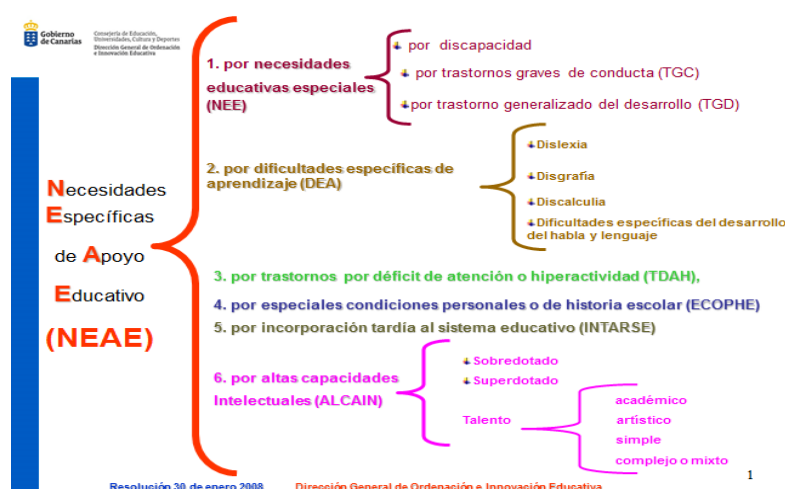 Gobierno
de Canarias
Consejería de Educación,
Universidades, Cultura y Deportes
Dirección General de Ordenación
e Innovación Educativa
Necesidades
Específicas
de Apoyo
Educativo
(NEAE)
1. por necesidades
educativas especiales
(NEE)
por discapacidad
por trastornos graves de conducta (TGC)
por trastorno generalizado del desarrollo (TGD)
2. por dificultades específicas de
aprendizaje (DEA)
Dislexia
Disgrafía
Discalculia
Dificultades específicas del desarrollo
del habla y lenguaje
3. por trastornos por déficit de atención o hiperactividad (TDAH),
4. por especiales condiciones personales o de historia escolar (ECOPHE)
5. por incorporación tardía al sistema educativo (INTARSE)
6. por altas capacidades
Intelectuales (ALCAIN)
Sobredotado
Superdotado
Talento
académico
artístico
simple
complejo o mixto
1
Resolución 30 de enero 2008 Dirección General de Ordenación e Innovación Educativa